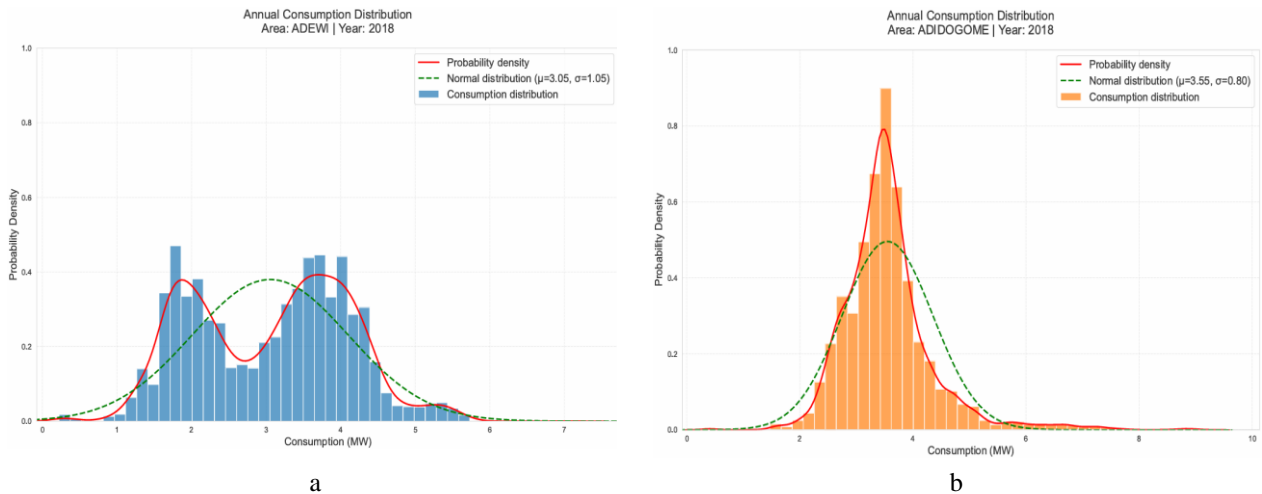 Annual Consumption Distribution
Area: ADEWI | Year: 2018
1.0
0.8
0.6
0.4
0.2
0.0
Probability Density
Probability density
Normal distribution (μ=3.05, σ=1.05)
Consumption distribution
0 1 2 3 4 5 6 7
Consumption (MW)
a
Annual Consumption Distribution
Area: ADIDOGOME | Year: 2018
1.0
0.8
0.6
0.4
0.2
0.0
Probability Density
Probability density
Normal distribution (μ=3.55, σ=0.80)
Consumption distribution
0 2 4 6 8 10
Consumption (MW)
b